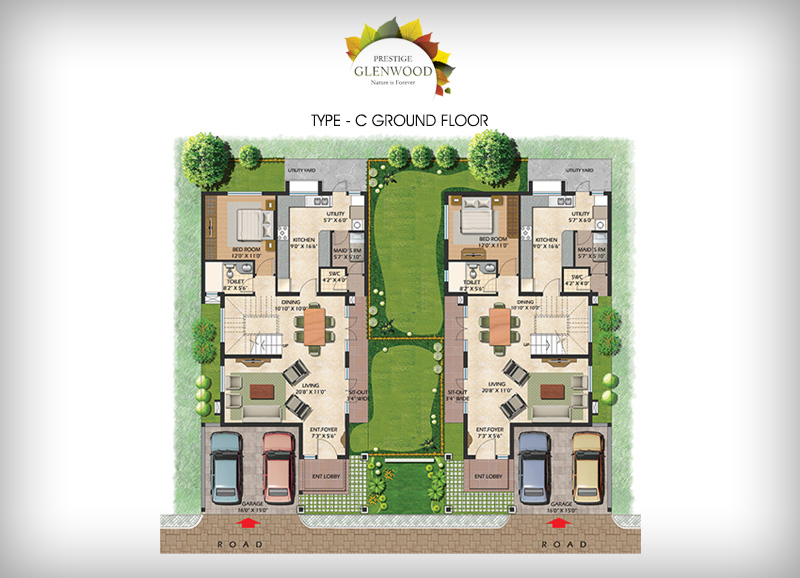 PRESTIGE
GLENWOOD
Nature is Forever
TYPE - C GROUND FLOOR
UTILITY YARD
UTILITY
5'7" X 6'0"
BED ROOM
12'0" X 11'0"
KITCHEN
9'0" X 16'6"
MAID'S RM
5'7" X 5'10"
TOILET
8'2" X 5'6"
SWC
4'2" X 4'0"
DINING
10'10" X 10'0"
UP
LIVING
20'8" X 11'0"
SIT-OUT
3'4" WIDE
ENT.FOYER
7'3" X 5'6"
ENT LOBBY
GARAGE
16'0" X 15'0"
ROAD
UTILITY YARD
UTILITY
5'7" X 6'0"
BED ROOM
12'0" X 11'0"
KITCHEN
9'0" X 16'6"
MAID'S RM
5'7" X 5'10"
TOILET
8'2" X 5'6"
SWC
4'2" X 4'0"
DINING
10'10" X 10'0"
UP
LIVING
20'8" X 11'0"
SIT-OUT
3'4" WIDE
ENT.FOYER
7'3" X 5'6"
ENT LOBBY
GARAGE
16'0" X 15'0"
ROAD